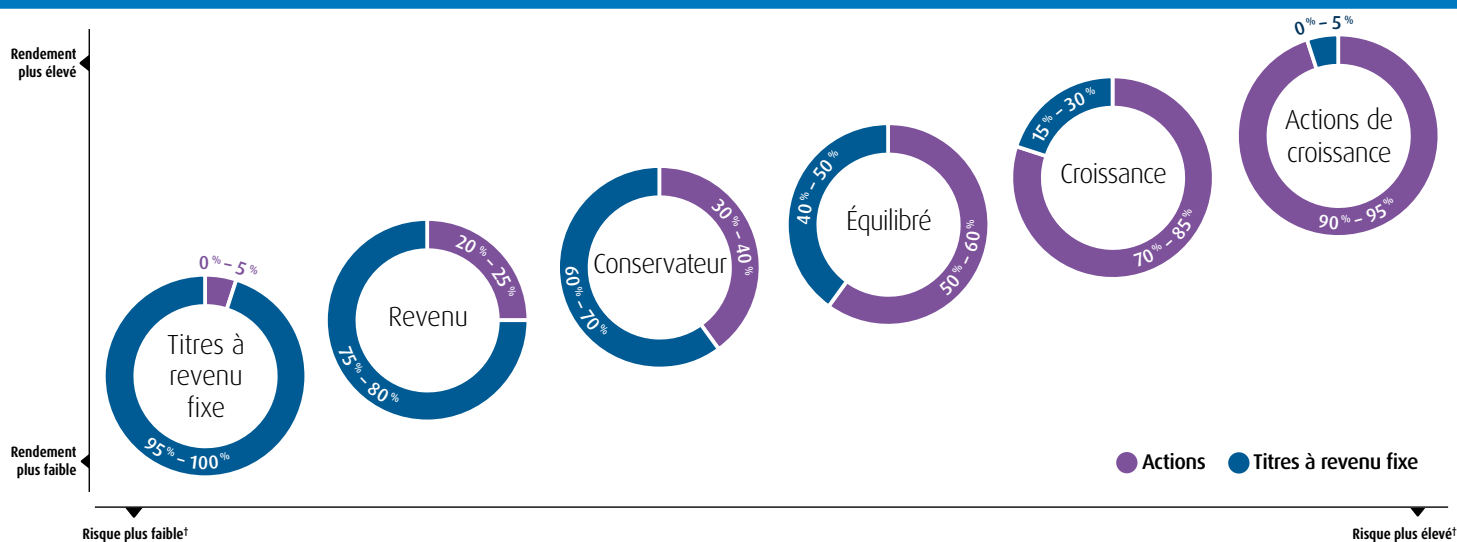 Rendement
plus élevé
0 % – 5 %
95 % – 100 %
Titres à
revenu
fixe
20 % – 25 %
75 % – 80 %
Revenu
30 % – 40 %
60 % – 70 %
Conservateur
40 % – 50 %
50 % – 60 %
Équilibré
15 % – 30 %
70 % – 85 %
Croissance
0 % – 5 %
90 % – 95 %
Actions de
croissance
Rendement
plus faible
Actions
Titres à revenu fixe
Risque plus faible†
Risque plus élevé†